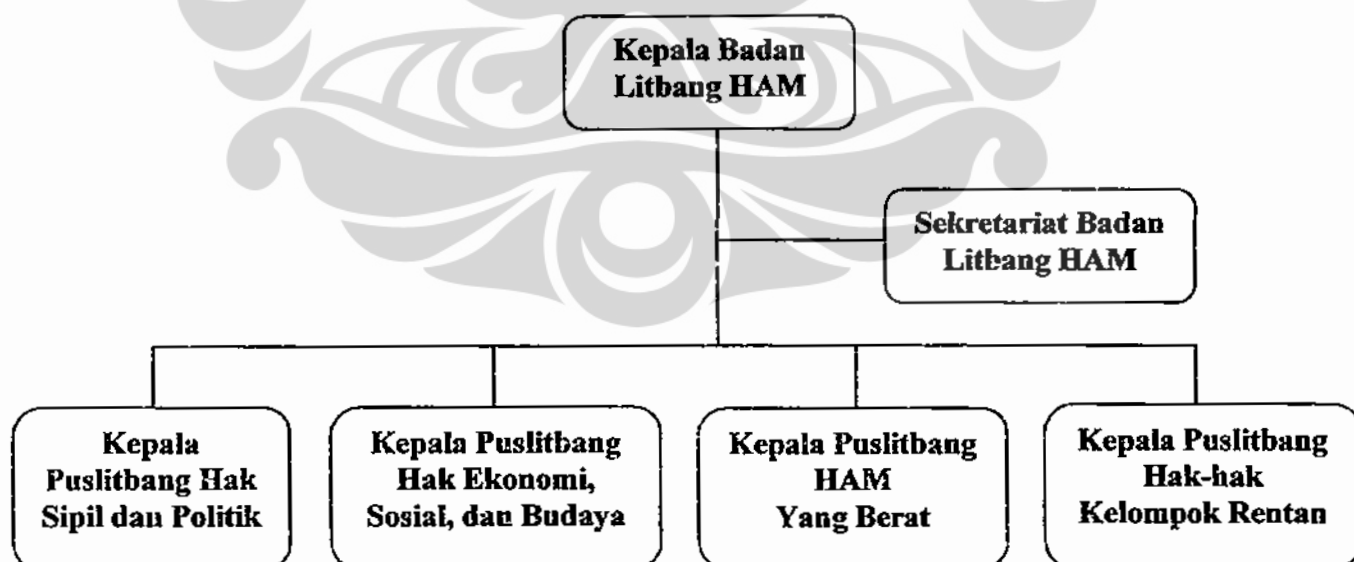 Kepala Badan
Litbang HAM
Sekretariat Badan
Litbang HAM
Kepala
Puslitbang Hak
Sipil dan Politik
Kepala Puslitbang
Hak Ekonomi,
Sosial, dan Budaya
Kepala Puslitbang
HAM
Yang Berat
Kepala Puslitbang
Hak-hak
Kelompok Rentan